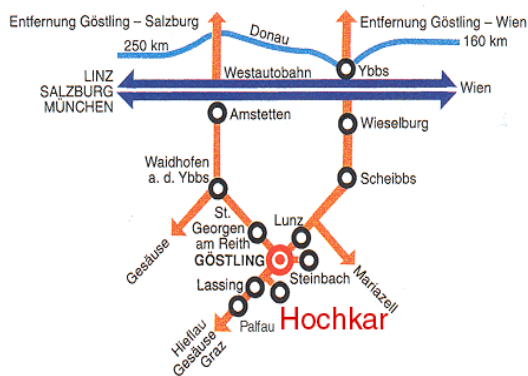 Entfernung Göstling – Salzburg
Entfernung Göstling – Wien
250 km
Donau
160 km
Ybbs
LINZ
SALZBURG
MÜNCHEN
Westautobahn
Wien
Amstetten
Wieselburg
Waidhofen
a. d. Ybbs
Scheibbs
St.
Georgen
am Reith
Lunz
GÖSTLING
Gesäuse
Steinbach
Mariazell
Lassing
Palfau
Hochkar
Hieflau
Gesäuse
Graz